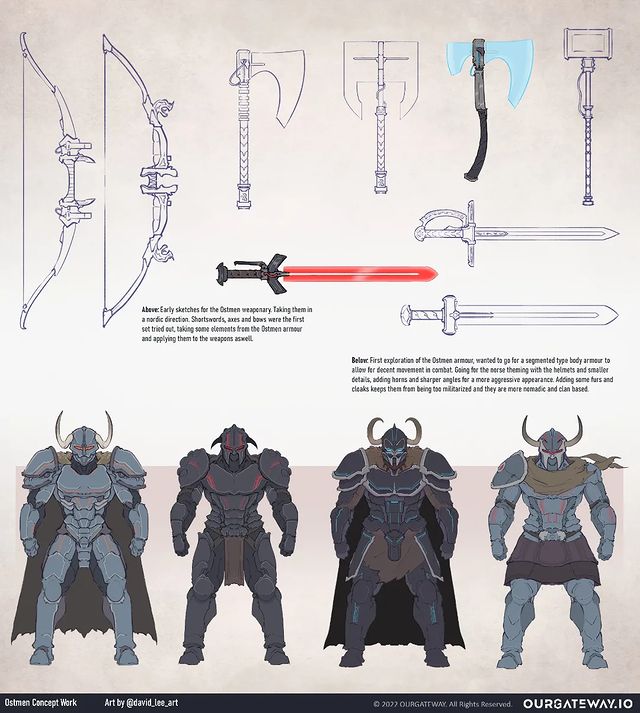 Above: Early sketches for the Ostmen weaponary. Taking them in
a nordic direction. Shortswords, axes and bows were the first
set tried out, taking some elements from the Ostmen armour
and applying them to the weapons aswell.
Below: First exploration of the Ostmen armour, wanted to go for a segmented type body armour to
allow for decent movement in combat. Going for the norse theming with the helmets and smaller
details, adding horns and sharper angles for a more aggressive appearance. Adding some furs and
cloaks keeps them from being too militarized and they are more nomadic and clan based.
Ostmen Concept Work
Art by @david_lee_art
© 2022 OURGATEWAY. All Rights Reserved.
OURGATEWAY.IO